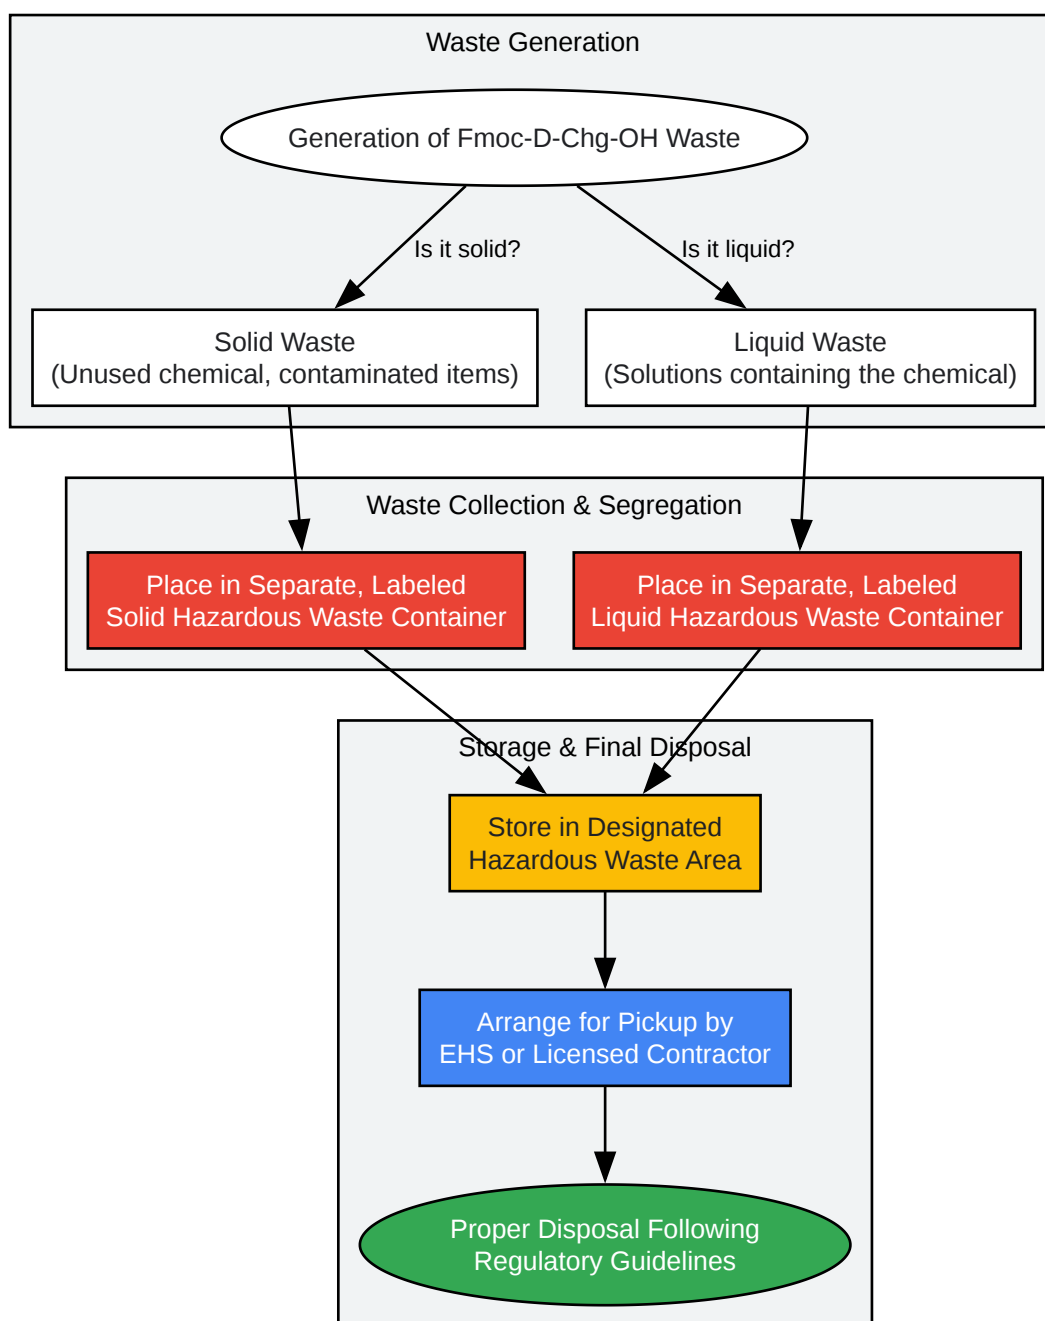 Waste Generation
Generation of Fmoc-D-Chg-OH Waste
Is it solid?
Is it liquid?
Solid Waste
(Unused chemical, contaminated items)
Liquid Waste
(Solutions containing the chemical)
Waste Collection & Segregation
Place in Separate, Labeled
Solid Hazardous Waste Container
Place in Separate, Labeled
Liquid Hazardous Waste Container
Storage & Final Disposal
Store in Designated
Hazardous Waste Area
Arrange for Pickup by
EHS or Licensed Contractor
Proper Disposal Following
Regulatory Guidelines